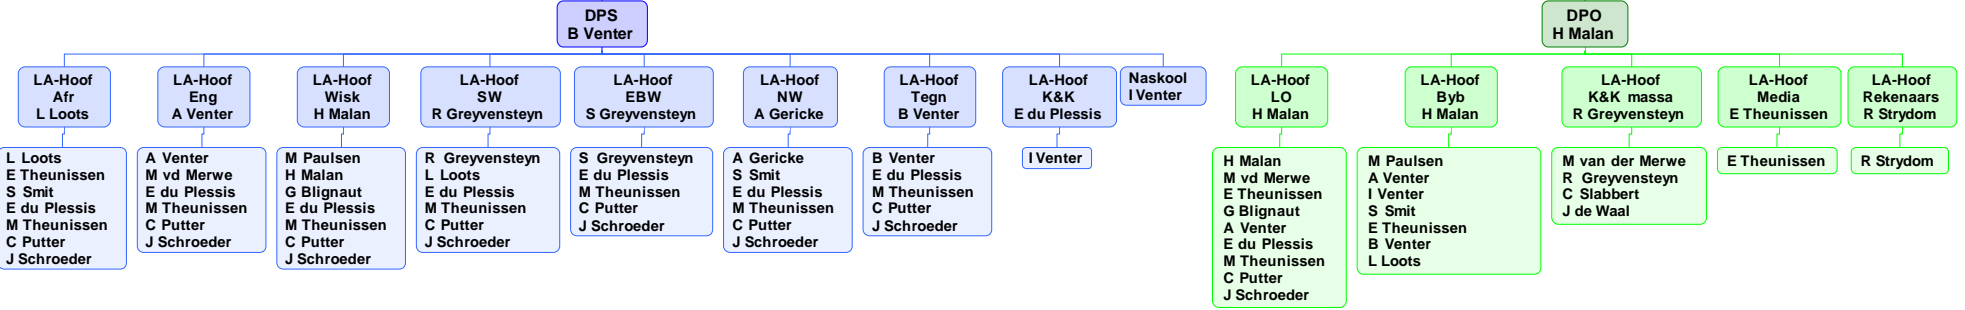 DPS
B Venter
DPO
H Malan
LA-Hoof
Afr
L Loots
LA-Hoof
Eng
A Venter
LA-Hoof
Wisk
H Malan
LA-Hoof
SW
R Greyvensteyn
LA-Hoof
EBW
S Greyvensteyn
LA-Hoof
NW
A Gericke
LA-Hoof
Tegn
B Venter
LA-Hoof
K&K
E du Plessis
Naskool
I Venter
LA-Hoof
LO
H Malan
LA-Hoof
Byb
H Malan
LA-Hoof
K&K massa
R Greyvensteyn
LA-Hoof
Media
E Theunissen
LA-Hoof
Rekenaars
R Strydom
L Loots
E Theunissen
S Smit
E du Plessis
M Theunissen
C Putter
J Schroeder
A Venter
M vd Merwe
E du Plessis
M Theunissen
C Putter
J Schroeder
M Paulsen
H Malan
G Blignaut
E du Plessis
M Theunissen
C Putter
J Schroeder
R Greyvensteyn
L Loots
E du Plessis
M Theunissen
C Putter
J Schroeder
S Greyvensteyn
E du Plessis
M Theunissen
C Putter
J Schroeder
A Gericke
S Smit
E du Plessis
M Theunissen
C Putter
J Schroeder
B Venter
E du Plessis
M Theunissen
C Putter
J Schroeder
I Venter
H Malan
M vd Merwe
E Theunissen
G Blignaut
A Venter
E du Plessis
M Theunissen
C Putter
J Schroeder
M Paulsen
A Venter
I Venter
S Smit
E Theunissen
B Venter
L Loots
M van der Merwe
R Greyvensteyn
C Slabbert
J de Waal
E Theunissen
R Strydom